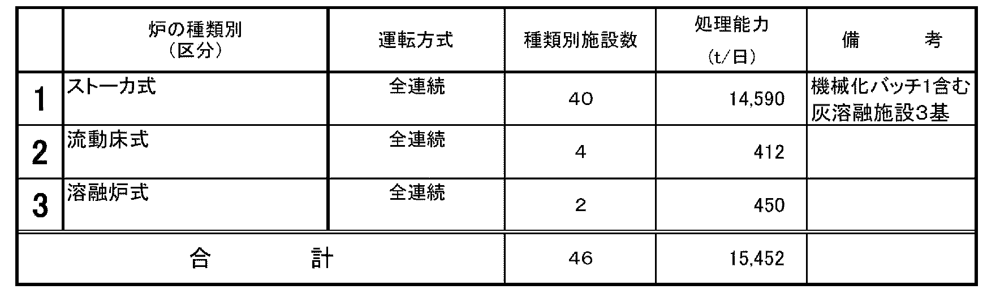 炉の種類別
（区分）
運転方式
種類別施設数
処理能力
（t/日）
備　考
1
ストーカ式
全連続
40
14,590
機械化バッチ1含む
灰溶融施設3基
2
流動床式
全連続
4
412
3
溶融炉式
全連続
2
450
合　計
46
15,452